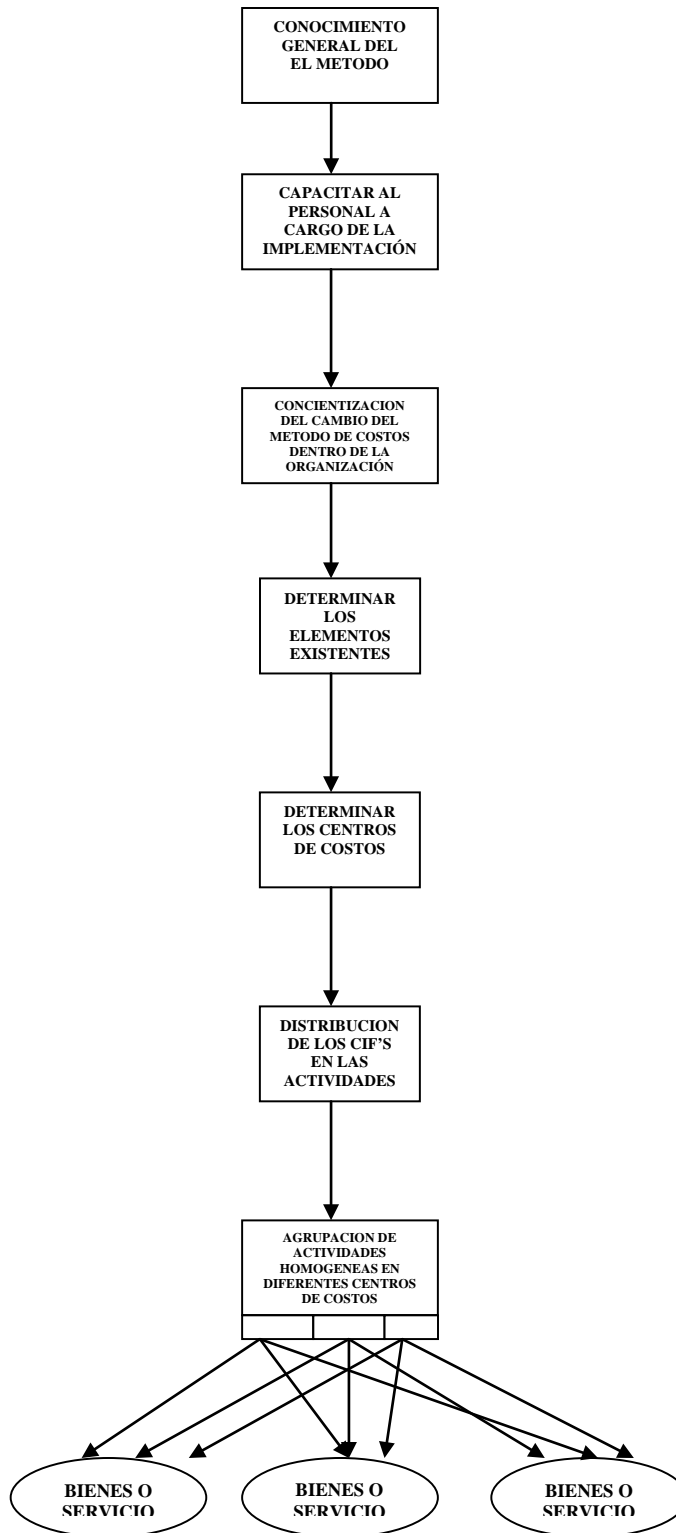 CONOCIMIENTO
GENERAL DEL
EL METODO
CAPACITAR AL
PERSONAL A
CARGO DE LA
IMPLEMENTACIÓN
CONCIENTIZACION
DEL CAMBIO DEL
METODO DE COSTOS
DENTRO DE LA
ORGANIZACIÓN
DETERMINAR
LOS
ELEMENTOS
EXISTENTES
DETERMINAR
LOS CENTROS
DE COSTOS
DISTRIBUCION
DE LOS CIF'S
EN LAS
ACTIVIDADES
AGRUPACION DE
ACTIVIDADES
HOMOGENEAS EN
DIFERENTES CENTROS
DE COSTOS
BIENES O
SERVICIO
BIENES O
SERVICIO
BIENES O
SERVICIO